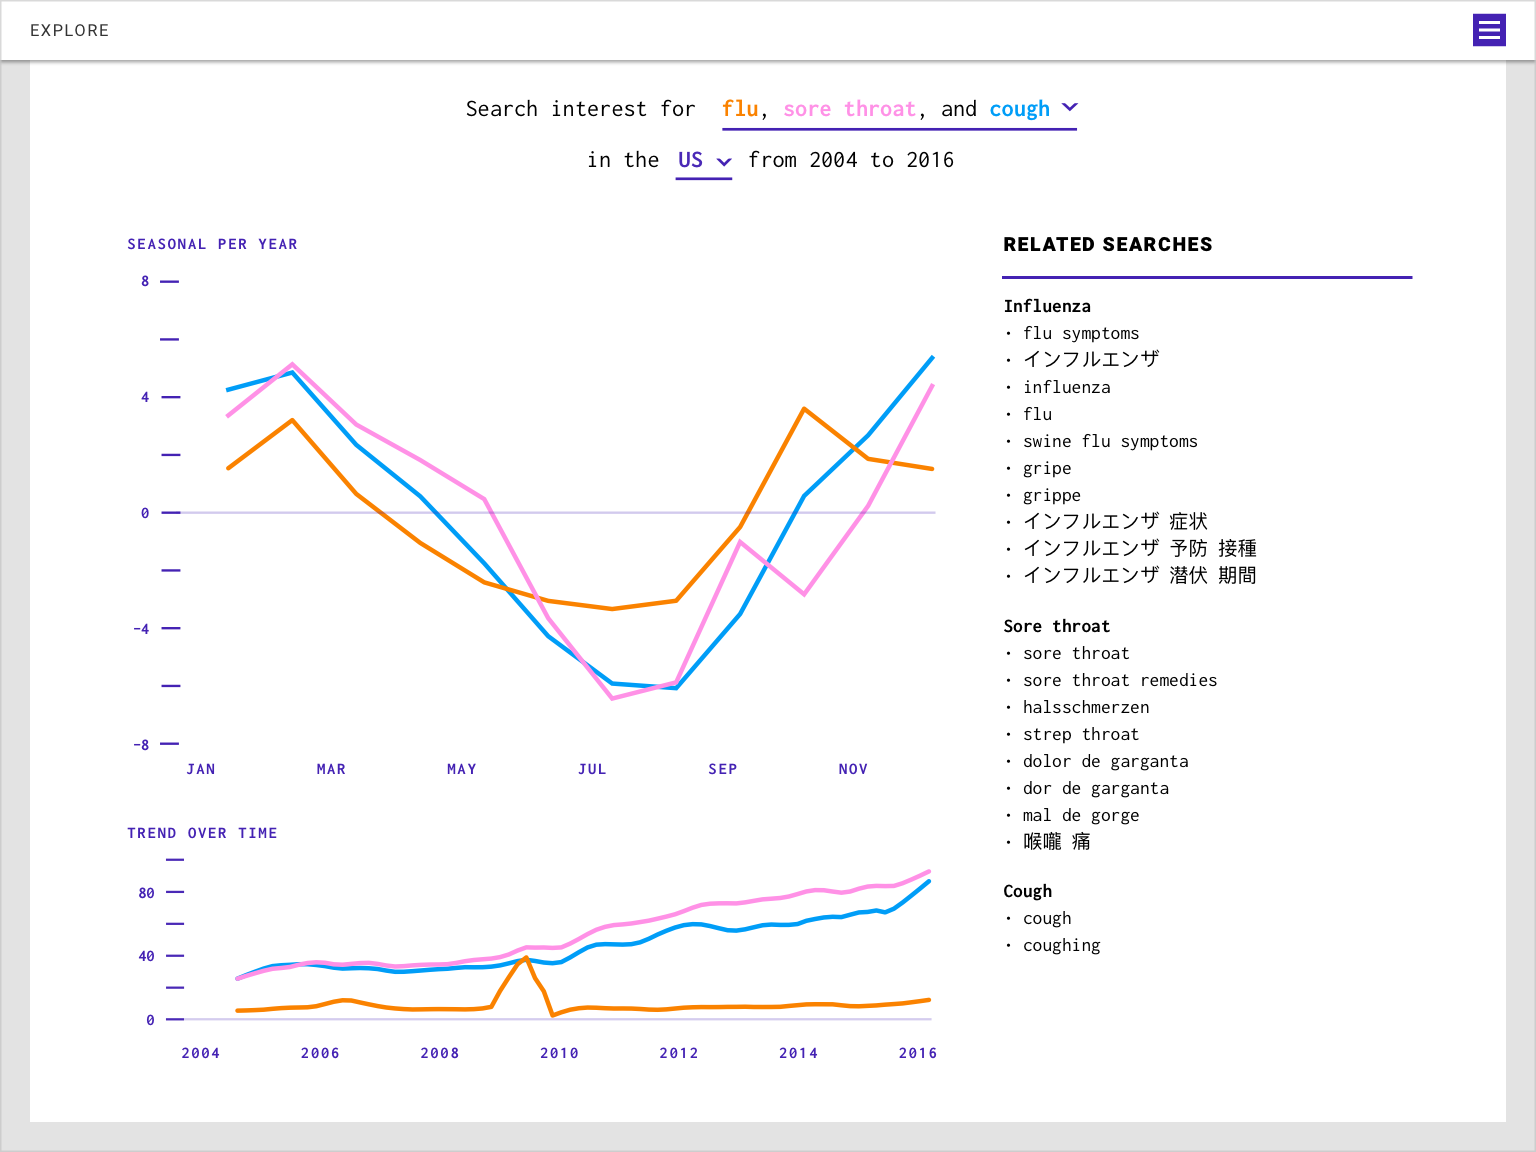 EXPLORE
Search interest for flu, sore throat, and cough
in the US from 2004 to 2016
SEASONAL PER YEAR
8
4
0
-4
-8
JAN MAR MAY JUL SEP NOV
TREND OVER TIME
80
40
0
2004 2006 2008 2010 2012 2014 2016
RELATED SEARCHES
Influenza
· flu symptoms
· インフルエンザ
· influenza
· flu
· swine flu symptoms
· gripe
· grippe
· インフルエンザ 症状
· インフルエンザ 予防 接種
· インフルエンザ 潜伏 期間
Sore throat
· sore throat
· sore throat remedies
· halsschmerzen
· strep throat
· dolor de garganta
· dor de garganta
· mal de gorge
· 喉嚨 痛
Cough
· cough
· coughing